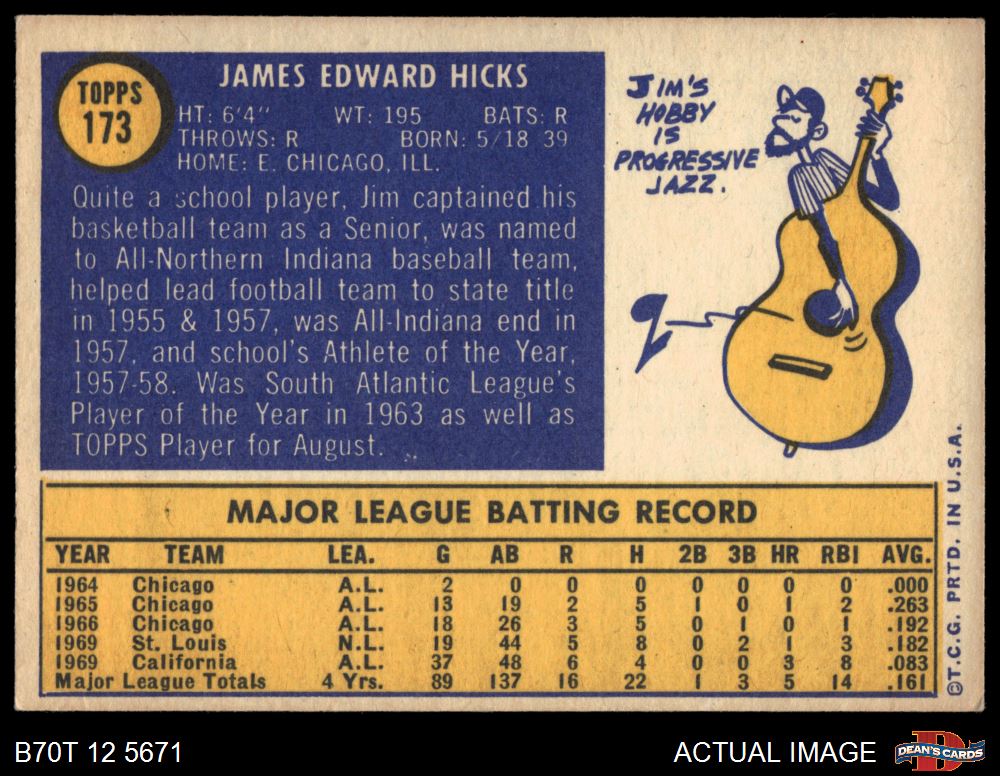 TOPPS
173
JAMES EDWARD HICKS
HT: 6'4" WT: 195 BATS: R
THROWS: R BORN: 5/18 39
HOME: E. CHICAGO, ILL.
Quite a school player, Jim captained his
basketball team as a Senior, was named
to All-Northern Indiana baseball team,
helped lead football team to state title
in 1955 & 1957, was All-Indiana end in
1957, and school's Athlete of the Year,
1957-58. Was South Atlantic League's
Player of the Year in 1963 as well as
TOPPS Player for August.
JIM'S
HOBBY
IS
PROGRESSIVE
JAZZ.
MAJOR LEAGUE BATTING RECORD
YEAR TEAM LEA. G AB R H 2B 3B HR RBI AVG.
1964 Chicago A.L. 2 0 0 0 0 0 0 0 .000
1965 Chicago A.L. 13 19 2 5 1 0 1 2 .263
1966 Chicago A.L. 18 26 3 5 0 1 0 1 .192
1969 St. Louis N.L. 19 44 5 8 0 2 1 3 .182
1969 California A.L. 37 48 6 4 0 0 3 8 .083
Major League Totals 4 Yrs. 89 137 16 22 1 3 5 14 .161
©T.C.G. PRTD. IN U.S.A.
B70T 12 5671
ACTUAL IMAGE
DEAN'S CARDS